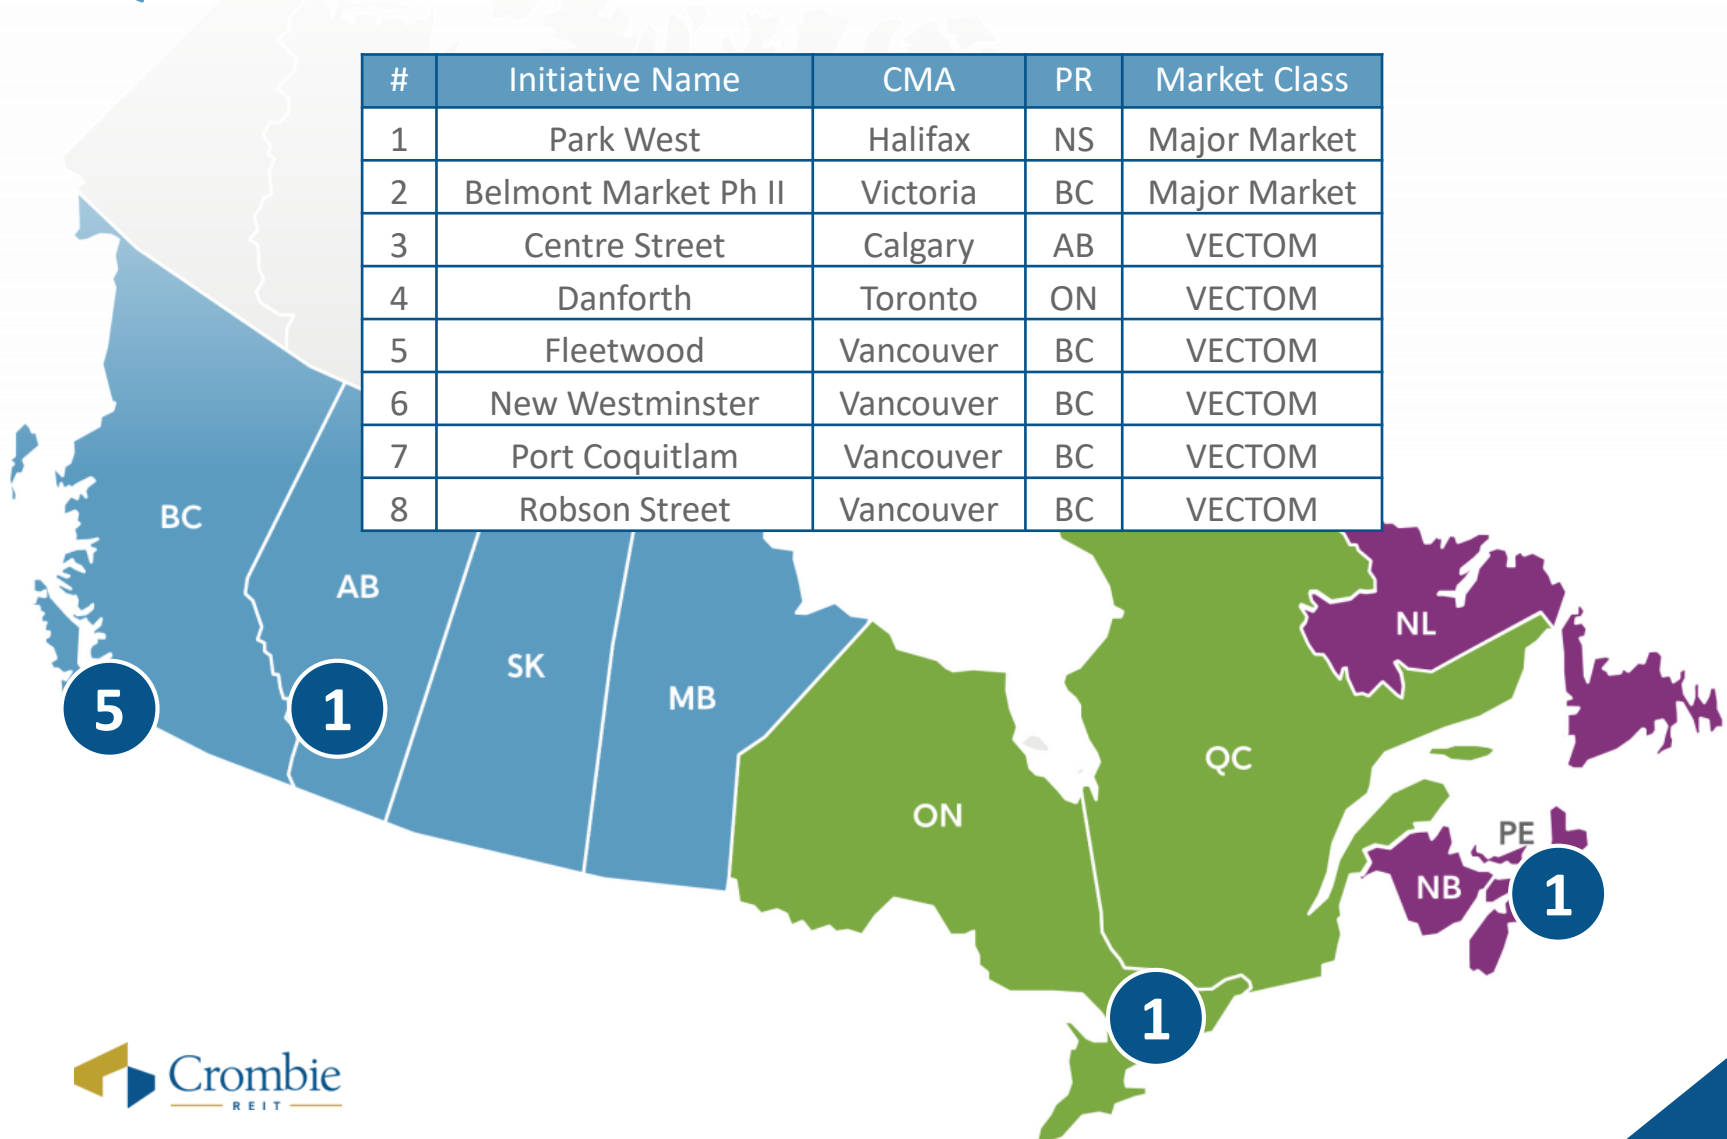 # Initiative Name CMA PR Market Class
1 Park West Halifax NS Major Market
2 Belmont Market Ph II Victoria BC Major Market
3 Centre Street Calgary AB VECTOM
4 Danforth Toronto ON VECTOM
5 Fleetwood Vancouver BC VECTOM
6 New Westminster Vancouver BC VECTOM
7 Port Coquitlam Vancouver BC VECTOM
8 Robson Street Vancouver BC VECTOM
BC
AB
NL
SK
MB
5
1
QC
ON
PE
NB
1
1
Crombie
REIT